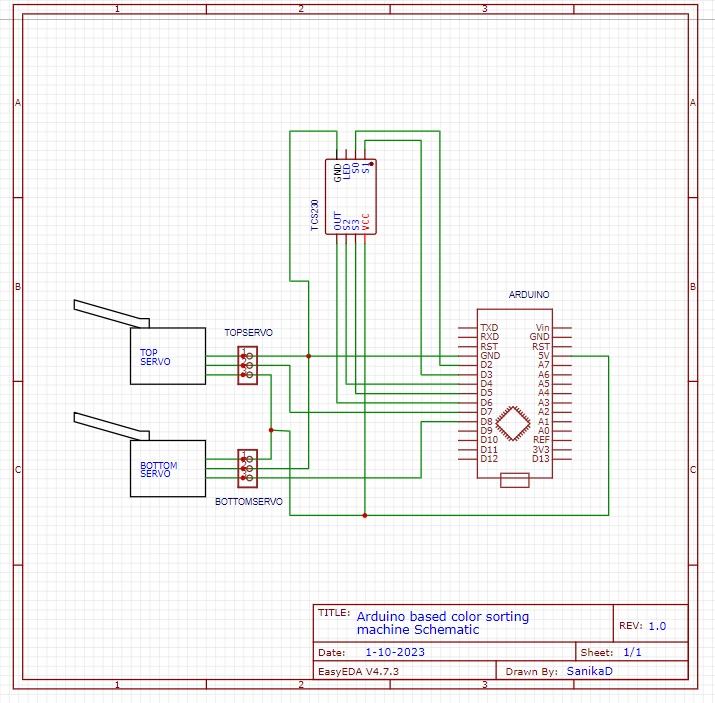 1 2 3
A A
GND LED S0 S1
TCS230
OUT S2 S3 VCC
B B
ARDUINO
TXD Vin
RXD GND
RST RST
GND 5V
D2 A7
D3 A6
D4 A5
D5 A4
D6 A3
D7 A2
D8 A1
D9 A0
D10 REF
D11 3V3
D12 D13
TOPSERVO
TOP
SERVO
1
BOTTOM
SERVO
1
BOTTOMSERVO
C C
TITLE:
Arduino based color sorting
machine Schematic
REV: 1.0
Date: 1-10-2023
Sheet: 1/1
EasyEDA V4.7.3
Drawn By: SanikaD
1 2 3